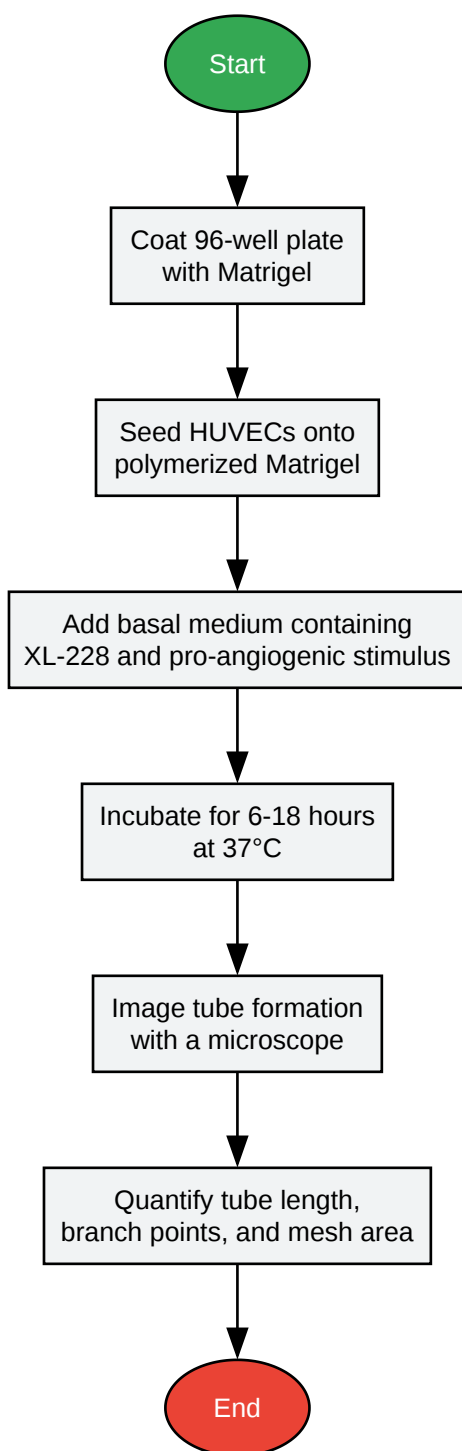 Start
Coat 96-well plate
with Matrigel
Seed HUVECs onto
polymerized Matrigel
Add basal medium containing
XL-228 and pro-angiogenic stimulus
Incubate for 6-18 hours
at 37°C
Image tube formation
with a microscope
Quantify tube length,
branch points, and mesh area
End